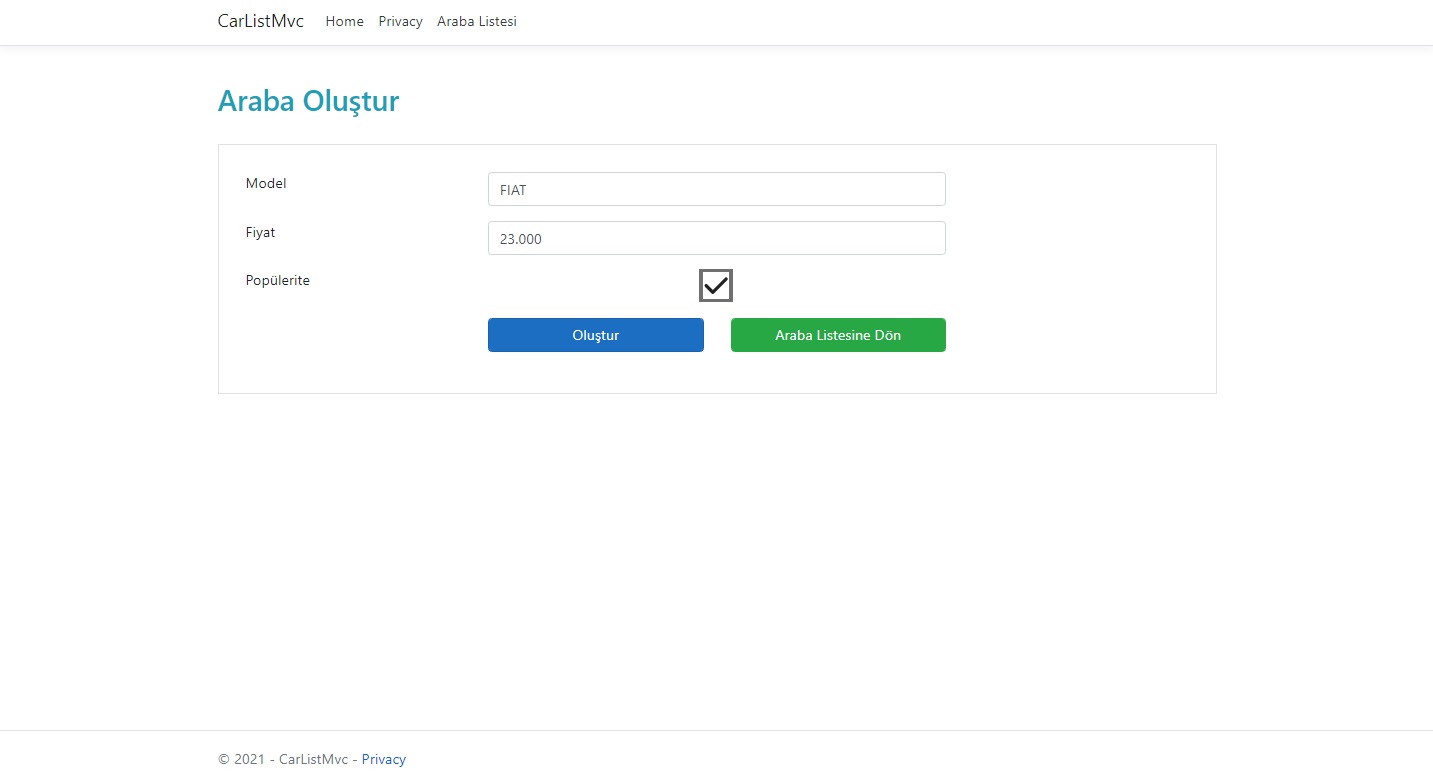 CarListMvc Home Privacy Araba Listesi
Araba Oluştur
Model FIAT
Fiyat 23.000
Popülerite
Oluştur Araba Listesine Dön
© 2021 - CarListMvc - Privacy